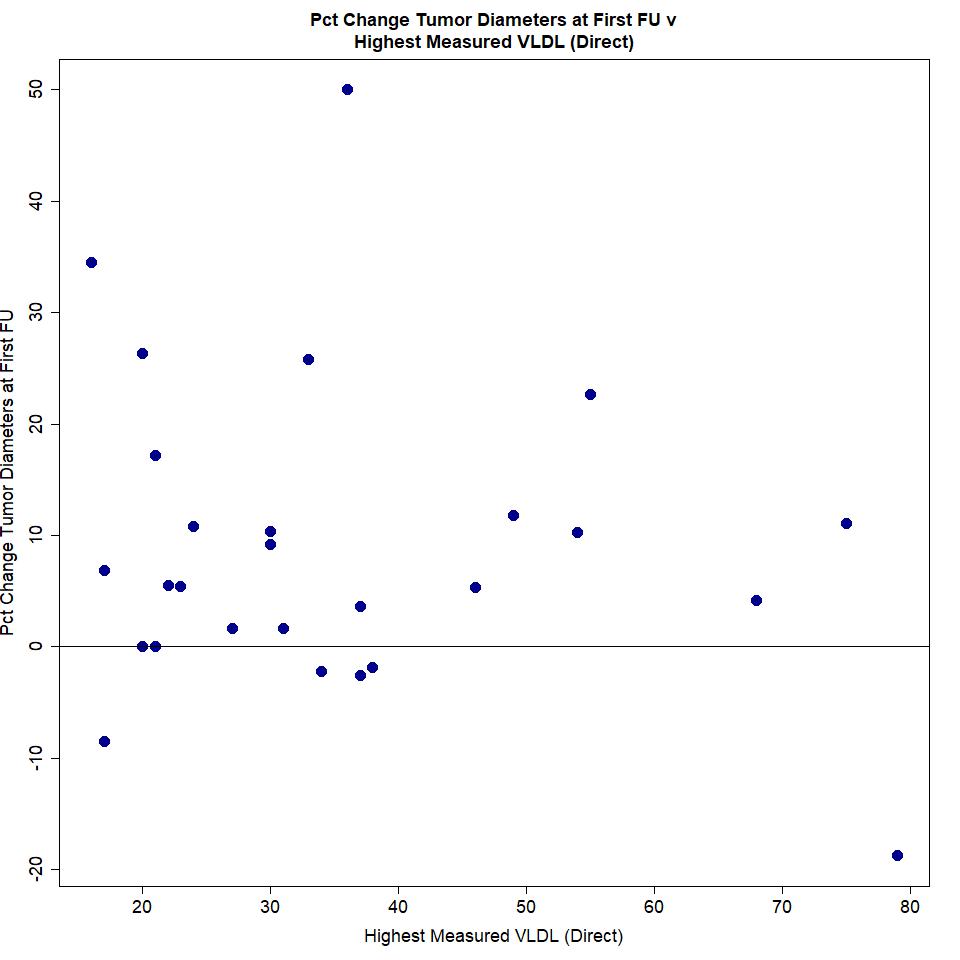 Pct Change Tumor Diameters at First FU v
Highest Measured VLDL (Direct)
Pct Change Tumor Diameters at First FU
50
40
30
20
10
0
-10
-20
20 30 40 50 60 70 80
Highest Measured VLDL (Direct)